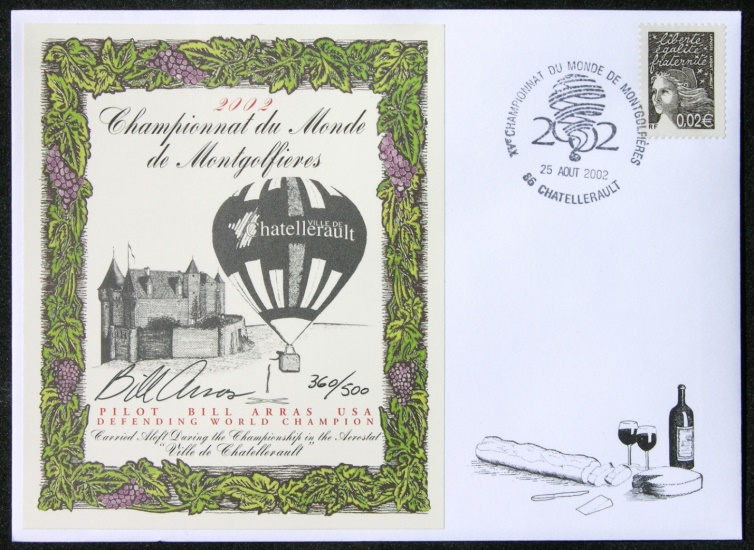 2002
Championnat du Monde
de Montgolfières
VILLE DE
Chatellerault
Bill Arras
360/500
PILOT BILL ARRAS USA
DEFENDING WORLD CHAMPION
Carried Aloft During the Championship in the Aerostat
"Ville de Chatellerault"
XVe CHAMPIONNAT DU MONDE DE MONTGOLFIÈRES
2002
25 AOUT 2002
86 CHATELLERAULT
liberté
égalité
fraternité
RF
0.02€